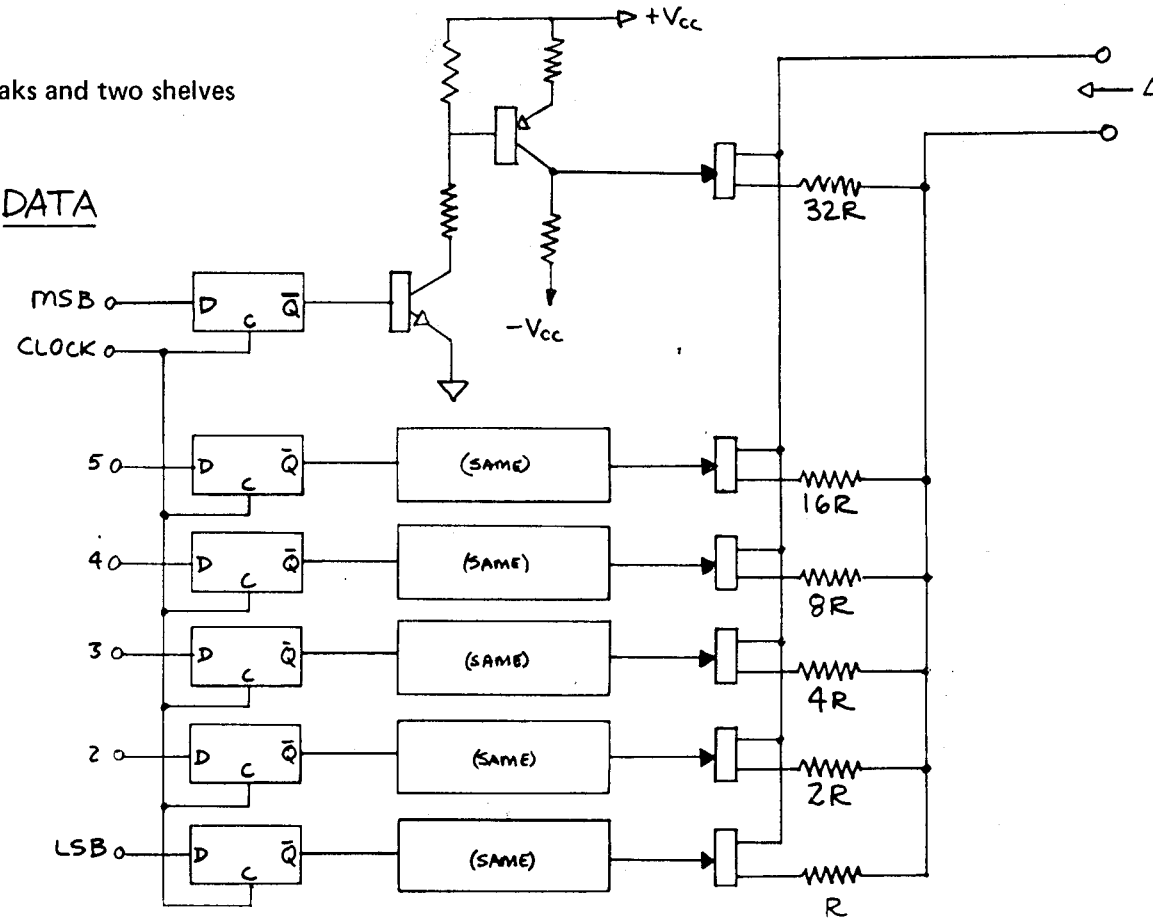 +Vcc
aks and two shelves
DATA
32R
MSB
D
Q̅
C
CLOCK
-Vcc
5
D
Q̅
C
(SAME)
16R
4
D
Q̅
C
(SAME)
8R
3
D
Q̅
C
(SAME)
4R
2
D
Q̅
C
(SAME)
2R
LSB
D
Q̅
C
(SAME)
R